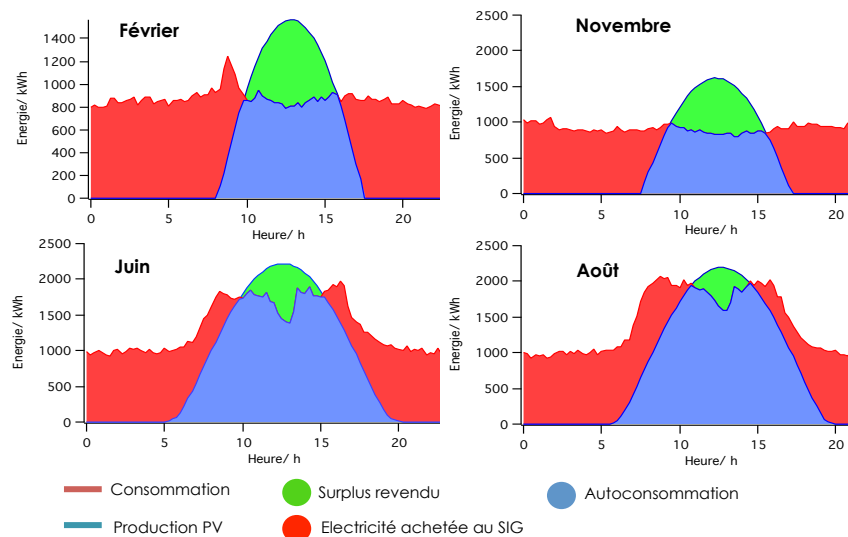 Février
Energie/ kWh
1400
1200
1000
800
600
400
200
0
0 5 10 15 20
Heure/ h
Novembre
Energie/ kWh
2500
2000
1500
1000
500
0
0 5 10 15 20
Heure/ h
Juin
Energie/ kWh
2500
2000
1500
1000
500
0
0 5 10 15 20
Heure/ h
Août
Energie/ kWh
2500
2000
1500
1000
500
0
0 5 10 15 20
Heure/ h
Consommation
Surplus revendu
Autoconsommation
Production PV
Electricité achetée au SIG